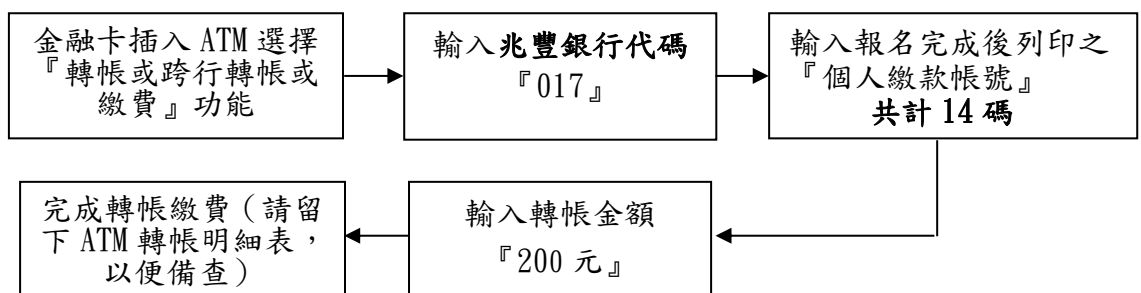 金融卡插入 ATM 選擇
『轉帳或跨行轉帳或
繳費』功能
輸入兆豐銀行代碼
『017』
輸入報名完成後列印之
『個人繳款帳號』
共計 14 碼
輸入轉帳金額
『200 元』
完成轉帳繳費（請留
下 ATM 轉帳明細表，
以便備查）